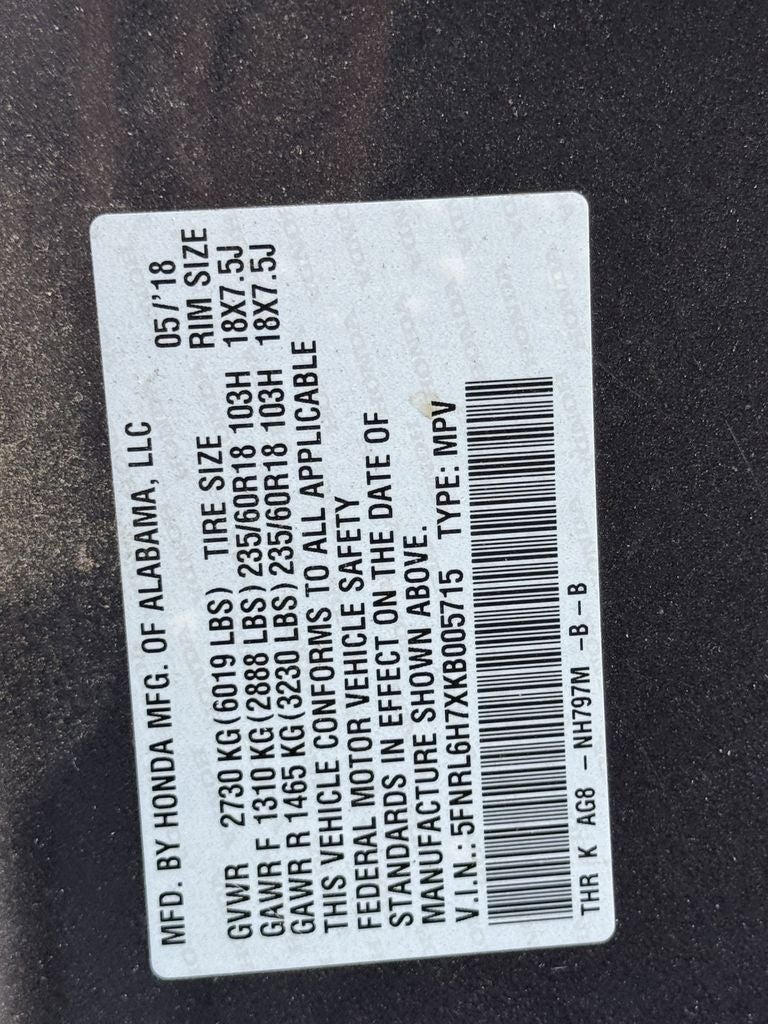 MFD. BY HONDA MFG. OF ALABAMA, LLC 05/'18
GVWR 2730 KG(6019 LBS) TIRE SIZE RIM SIZE
GAWR F 1310 KG(2888 LBS) 235/60R18 103H 18X7.5J
GAWR R 1465 KG(3230 LBS) 235/60R18 103H 18X7.5J
THIS VEHICLE CONFORMS TO ALL APPLICABLE
FEDERAL MOTOR VEHICLE SAFETY
STANDARDS IN EFFECT ON THE DATE OF
MANUFACTURE SHOWN ABOVE.
V.I.N.: 5FNRL6H7XKB005715 TYPE: MPV
THR K AG8 - NH797M -B-B